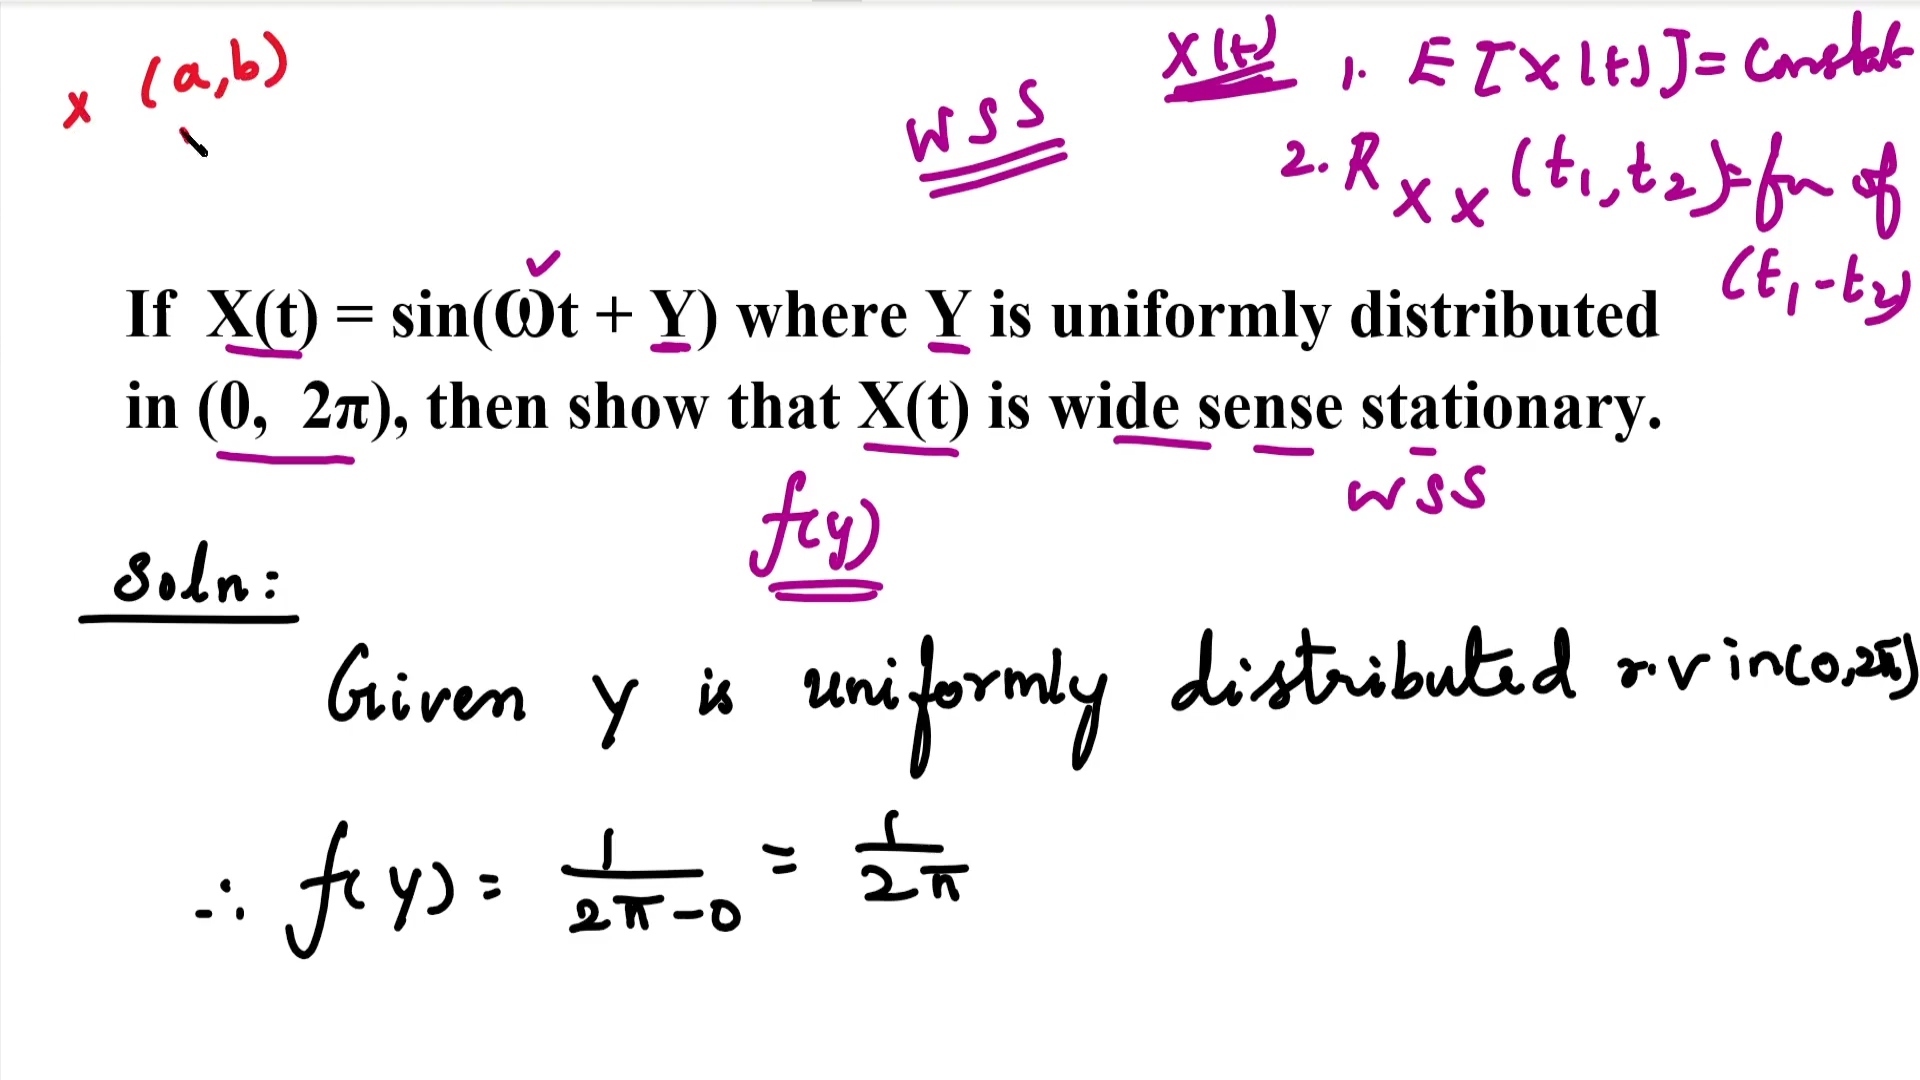 x (a,b)
X(t) 1. E[X(t)] = Constat
WSS
2. R XX (t1, t2) = fn of
(t1 - t2)
If X(t) = sin(ωt + Y) where Y is uniformly distributed
in (0, 2π), then show that X(t) is wide sense stationary.
WSS
f(y)
Soln:
Given Y is uniformly distributed r.v in (0,2π)
∴ f(y) = 1/2π-0 = 1/2π